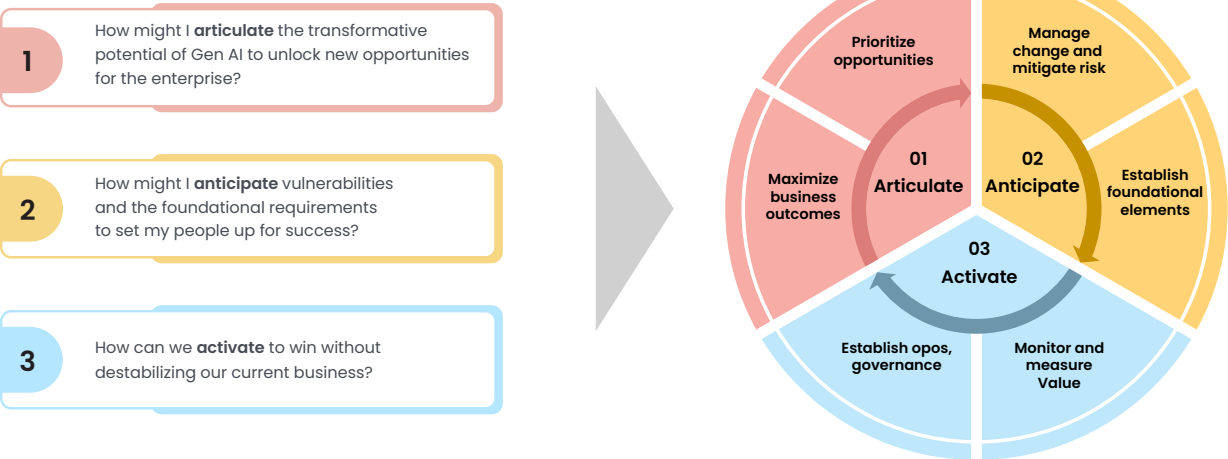 1
How might I articulate the transformative
potential of Gen AI to unlock new opportunities
for the enterprise?
2
How might I anticipate vulnerabilities
and the foundational requirements
to set my people up for success?
3
How can we activate to win without
destabilizing our current business?
Prioritize
opportunities
Manage
change and
mitigate risk
01
Articulate
02
Anticipate
Maximize
business
outcomes
Establish
foundational
elements
03
Activate
Establish opos,
governance
Monitor and
measure
Value